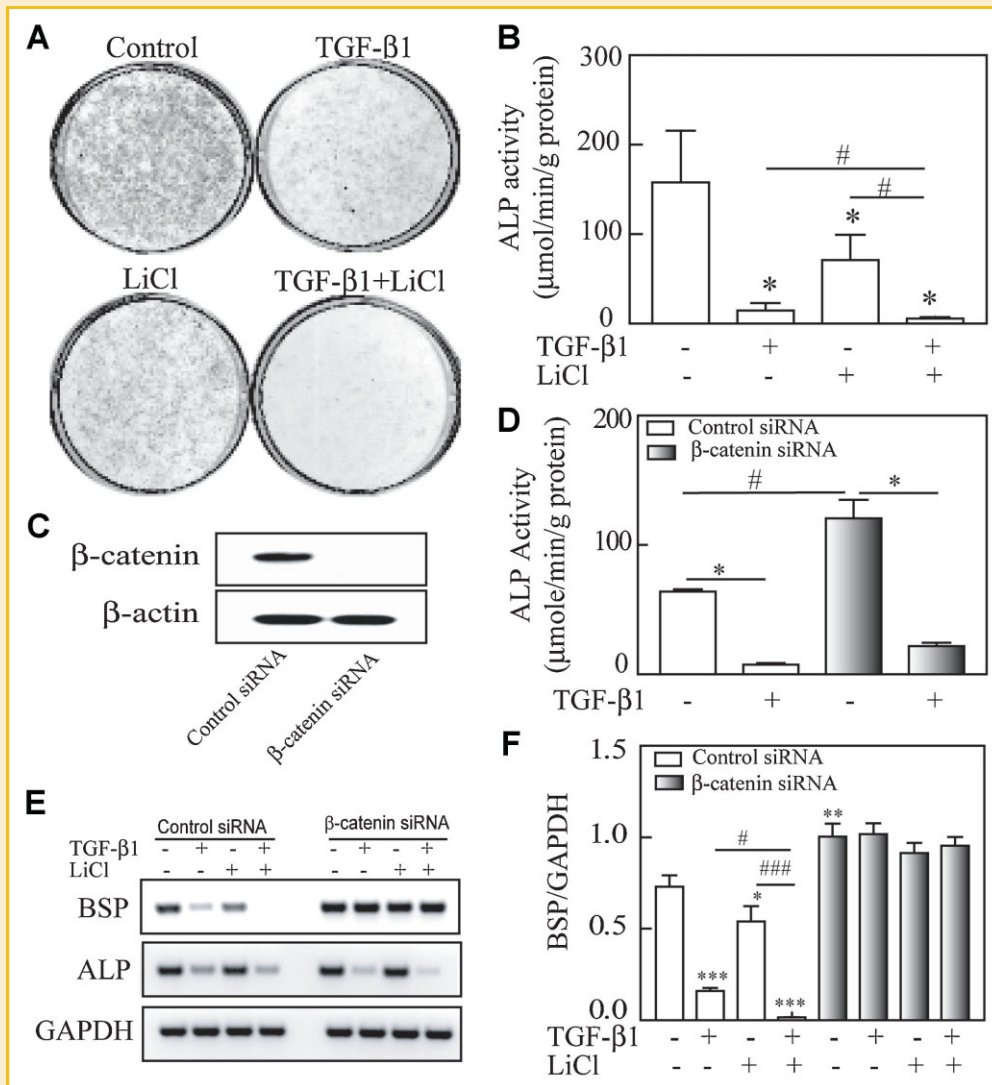 A
Control TGF-β1
LiCl TGF-β1+LiCl
B
ALP activity
(μmol/min/g protein)
300
200
100
0
# 
#
* * *
TGF-β1 - + - +
LiCl - - + +
C
β-catenin
β-actin
Control siRNA
β-catenin siRNA
D
ALP Activity
(μmole/min/g protein)
200
100
0
Control siRNA
β-catenin siRNA
# *
*
TGF-β1 - + - +
E
Control siRNA β-catenin siRNA
TGF-β1 - + - + - + - +
LiCl - - + + - - + +
BSP
ALP
GAPDH
F
BSP/GAPDH
1.5
1.0
0.5
0.0
Control siRNA
β-catenin siRNA
**
#
###
*
*** ***
TGF-β1 - + - + - + - +
LiCl - - + + - - + +